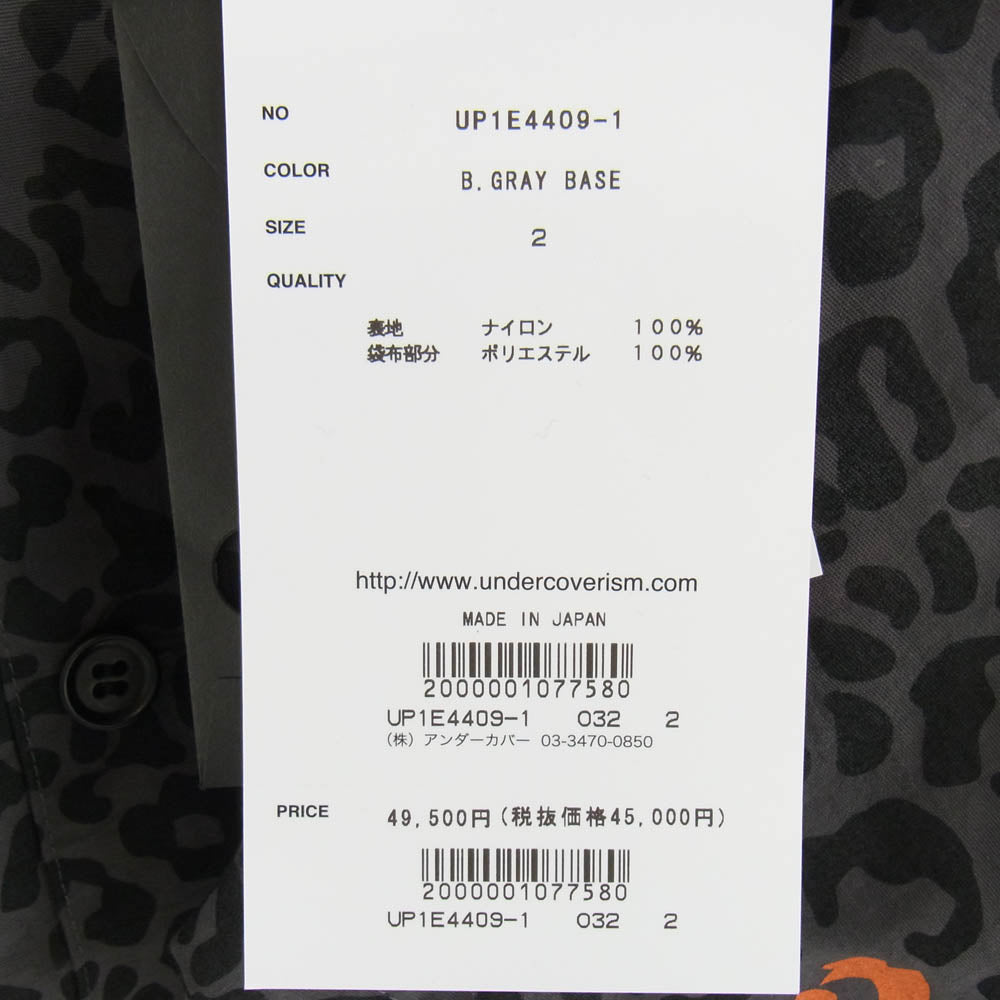 NO UP1E4409-1
COLOR B.GRAY BASE
SIZE 2
QUALITY
表地 ナイロン 100%
袋布部分 ポリエステル 100%
http://www.undercoverism.com
MADE IN JAPAN
2000001077580
UP1E4409-1 032 2
(株) アンダーカバー 03-3470-0850
PRICE 49,500円(税抜価格45,000円)
2000001077580
UP1E4409-1 032 2